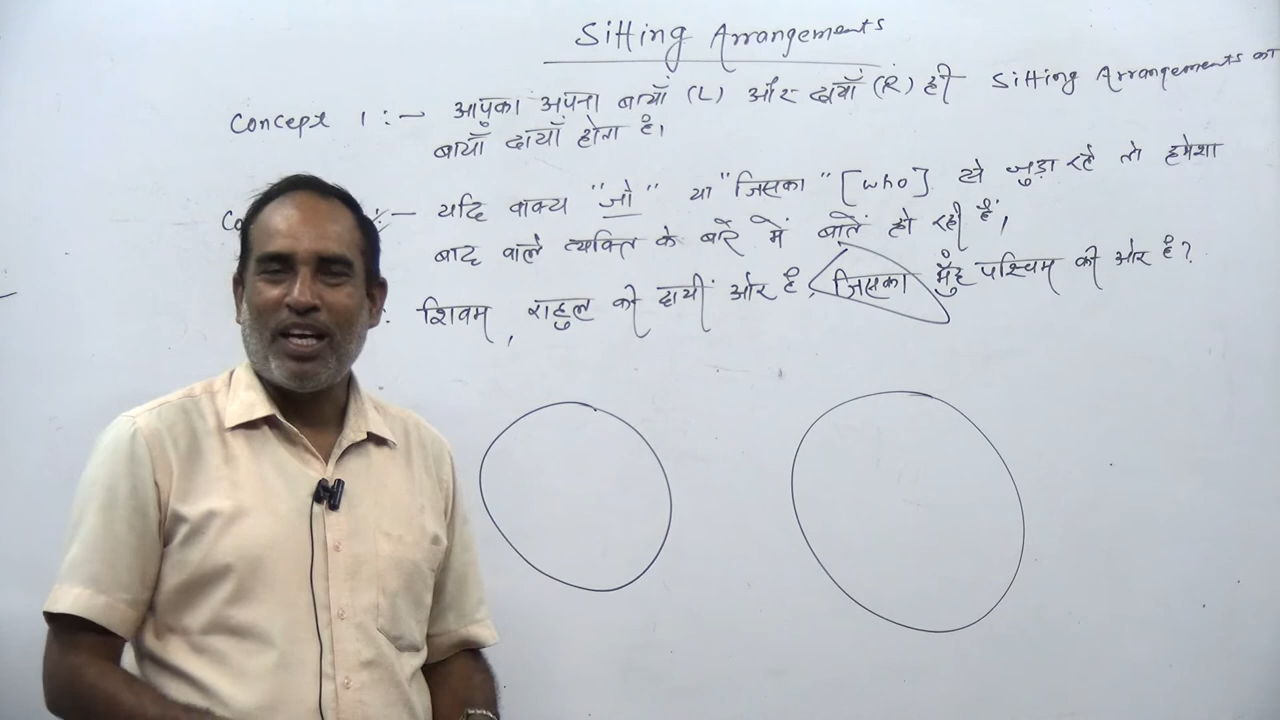 Sitting Arrangements
Concept 1:- आपका अपना बायाँ (L) और दायाँ (R) ही Sitting Arrangements का
बायाँ दायाँ होता है।
Co :- यदि वाक्य "जो" या "जिसका" [who] से जुड़ा रहे तो हमेशा
बाद वाले व्यक्ति के बारे में बातें हो रही हैं,
: शिवम, राहुल की दायीं ओर है, जिसका मुँह पश्चिम की ओर है?